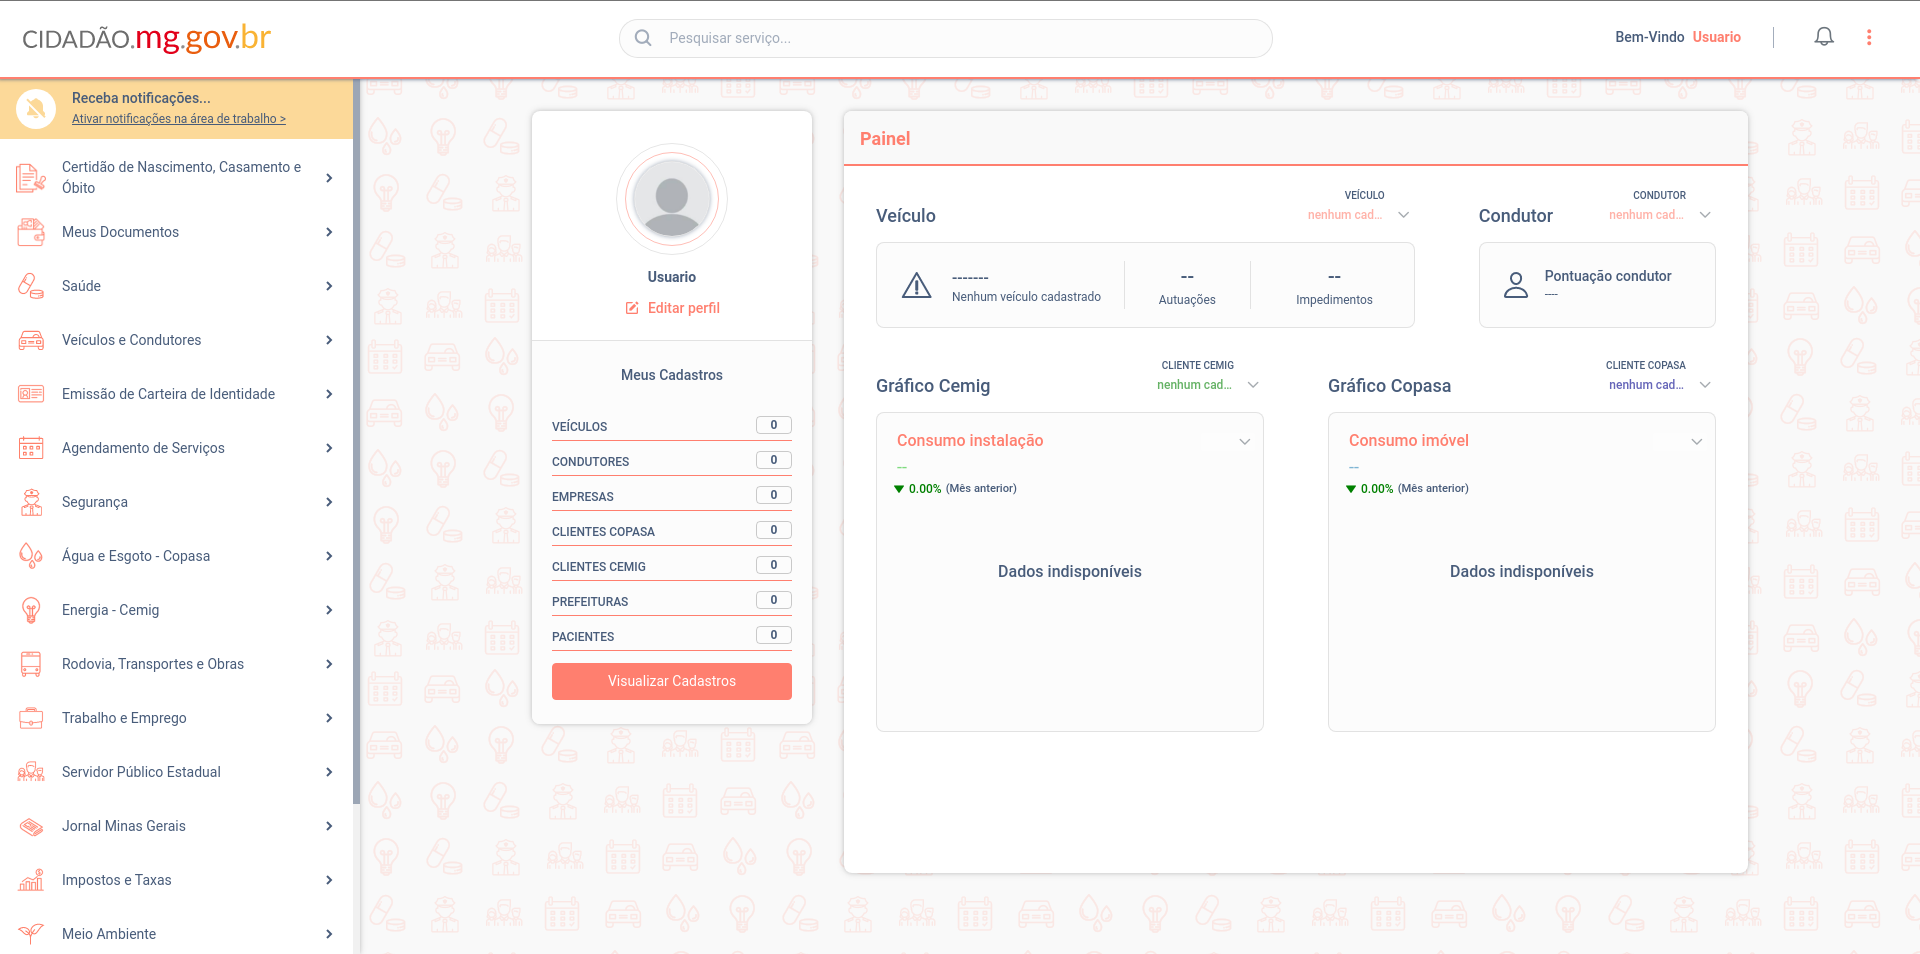 CIDADÃO.mg.gov.br
Pesquisar serviço...
Bem-Vindo Usuario
Receba notificações...
Ativar notificações na área de trabalho >
Certidão de Nascimento, Casamento e
Óbito
Meus Documentos
Saúde
Veículos e Condutores
Emissão de Carteira de Identidade
Agendamento de Serviços
Segurança
Água e Esgoto - Copasa
Energia - Cemig
Rodovia, Transportes e Obras
Trabalho e Emprego
Servidor Público Estadual
Jornal Minas Gerais
Impostos e Taxas
Meio Ambiente
Usuario
Editar perfil
Meus Cadastros
VEÍCULOS 0
CONDUTORES 0
EMPRESAS 0
CLIENTES COPASA 0
CLIENTES CEMIG 0
PREFEITURAS 0
PACIENTES 0
Visualizar Cadastros
Painel
Veículo
VEÍCULO
nenhum cad...
-------
Nenhum veículo cadastrado
--
Autuações
--
Impedimentos
Condutor
CONDUTOR
nenhum cad...
Pontuação condutor
----
Gráfico Cemig
CLIENTE CEMIG
nenhum cad...
Consumo instalação
--
0.00% (Mês anterior)
Dados indisponíveis
Gráfico Copasa
CLIENTE COPASA
nenhum cad...
Consumo imóvel
--
0.00% (Mês anterior)
Dados indisponíveis